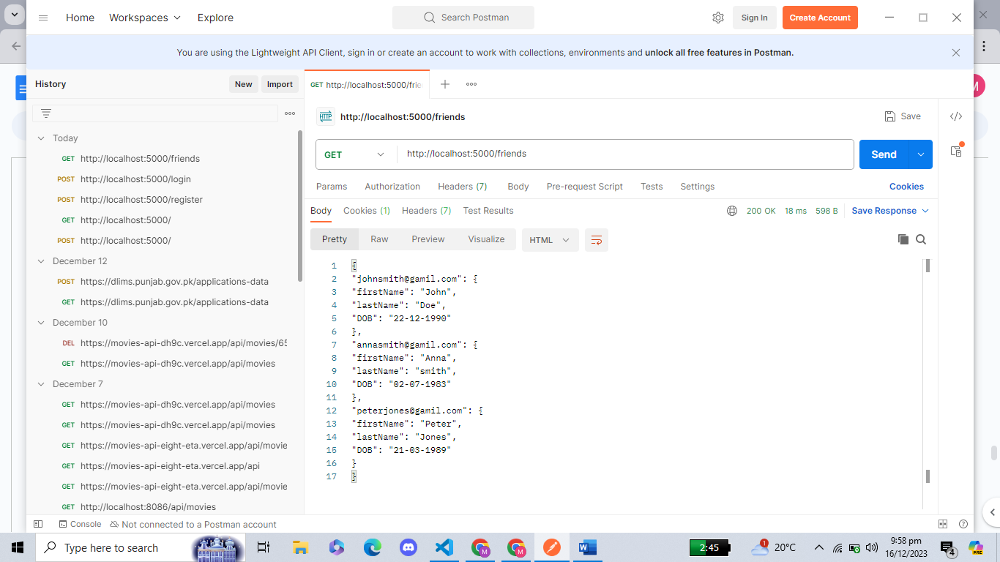 Home Workspaces Explore Search Postman Sign In Create Account
You are using the Lightweight API Client, sign in or create an account to work with collections, environments and unlock all free features in Postman.
History New Import
GET http://localhost:5000/frie
Today
GET http://localhost:5000/friends
POST http://localhost:5000/login
POST http://localhost:5000/register
GET http://localhost:5000/
POST http://localhost:5000/
December 12
POST https://dlims.punjab.gov.pk/applications-data
GET https://dlims.punjab.gov.pk/applications-data
December 10
DEL https://movies-api-dh9c.vercel.app/api/movies/65
GET https://movies-api-dh9c.vercel.app/api/movies
December 7
GET https://movies-api-dh9c.vercel.app/api/movies
GET https://movies-api-dh9c.vercel.app/api/movies
GET https://movies-api-eight-eta.vercel.app/api/movie
GET https://movies-api-eight-eta.vercel.app/api
GET https://movies-api-eight-eta.vercel.app/api/movie
GET http://localhost:8086/api/movies
HTTP http://localhost:5000/friends Save
GET http://localhost:5000/friends Send
Params Authorization Headers (7) Body Pre-request Script Tests Settings Cookies
Body Cookies (1) Headers (7) Test Results 200 OK 18 ms 598 B Save Response
Pretty Raw Preview Visualize HTML
1 {
2 "johnsmith@gamil.com": {
3 "firstName": "John",
4 "lastName": "Doe",
5 "DOB": "22-12-1990"
6 },
7 "annasmith@gamil.com": {
8 "firstName": "Anna",
9 "lastName": "smith",
10 "DOB": "02-07-1983"
11 },
12 "peterjones@gamil.com": {
13 "firstName": "Peter",
14 "lastName": "Jones",
15 "DOB": "21-03-1989"
16 }
17 }
M
Console Not connected to a Postman account
Type here to search M M W 2:45 1 20°C 9:58 pm
16/12/2023 4 PRE